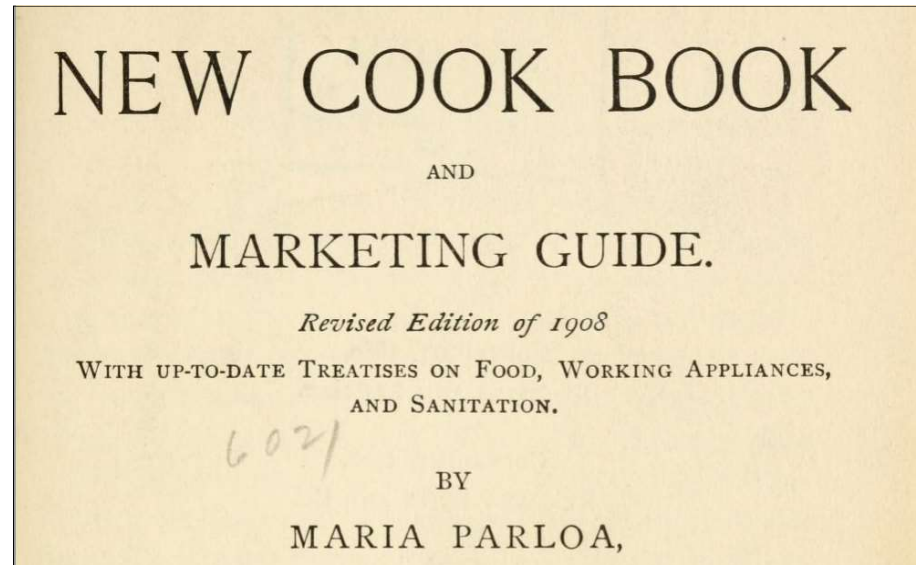 NEW COOK BOOK
AND
MARKETING GUIDE.
Revised Edition of 1908
WITH UP-TO-DATE TREATISES ON FOOD, WORKING APPLIANCES,
AND SANITATION.
6021
BY
MARIA PARLOA,